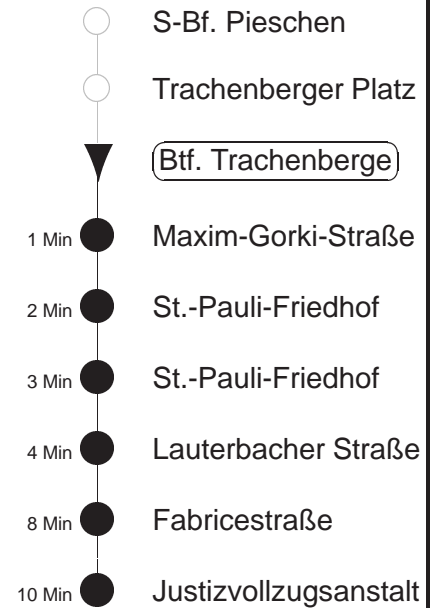 S-Bf. Pieschen
Trachenberger Platz
Btf. Trachenberge
1 Min Maxim-Gorki-Straße
2 Min St.-Pauli-Friedhof
3 Min St.-Pauli-Friedhof
4 Min Lauterbacher Straße
8 Min Fabricestraße
10 Min Justizvollzugsanstalt